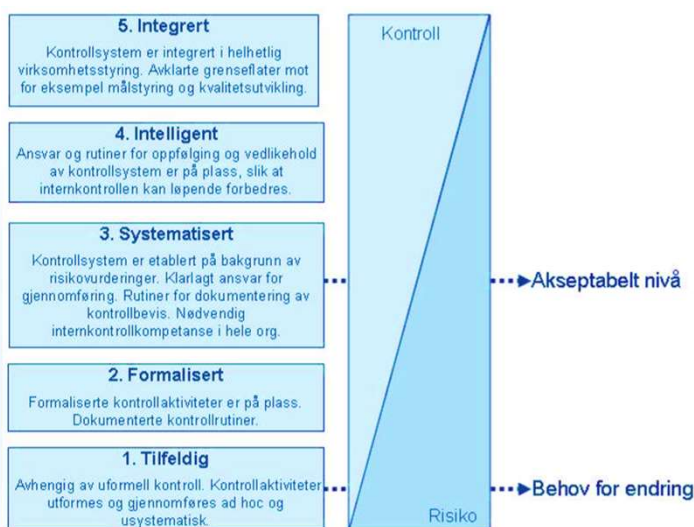 5. Integrert
Kontrollsystem er integrert i helhetlig
virksomhetsstyring. Avklarte grenseflater mot
for eksempel målstyring og kvalitetsutvikling.
4. Intelligent
Ansvar og rutiner for oppfølging og vedlikehold
av kontrollsystem er på plass, slik at
internkontrollen kan løpende forbedres.
3. Systematisert
Kontrollsystem er etablert på bakgrunn av
risikovurderinger. Klarlagt ansvar for
gjennomføring. Rutiner for dokumentering av
kontrollbevis. Nødvendig
internkontrollkompetanse i hele org.
2. Formalisert
Formaliserte kontrollaktiviteter er på plass.
Dokumenterte kontrollrutiner.
1. Tilfeldig
Avhengig av uformell kontroll. Kontrollaktiviteter
utformes og gjennomføres ad hoc og
usystematisk.
Kontroll
Risiko
Akseptabelt nivå
Behov for endring